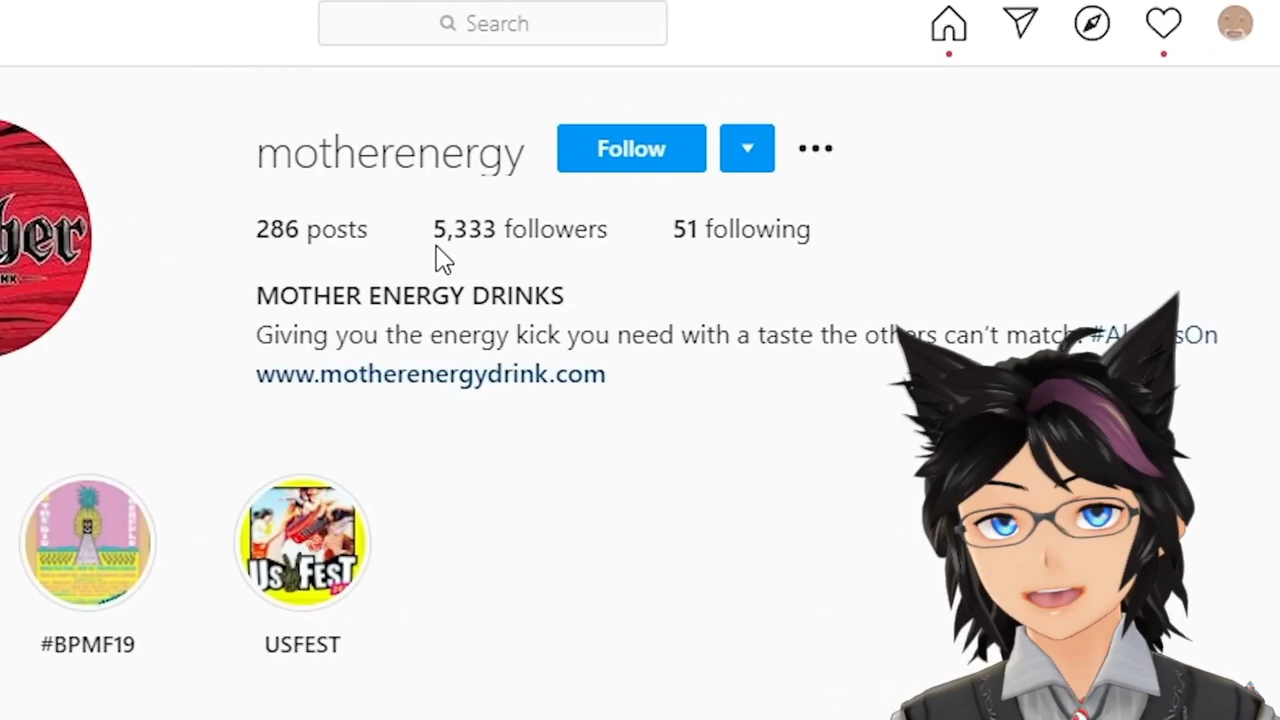 Search
motherenergy
Follow
286 posts 5,333 followers 51 following
MOTHER ENERGY DRINKS
Giving you the energy kick you need with a taste the others can't match.
www.motherenergydrink.com
USFEST
#BPMF19
USFEST